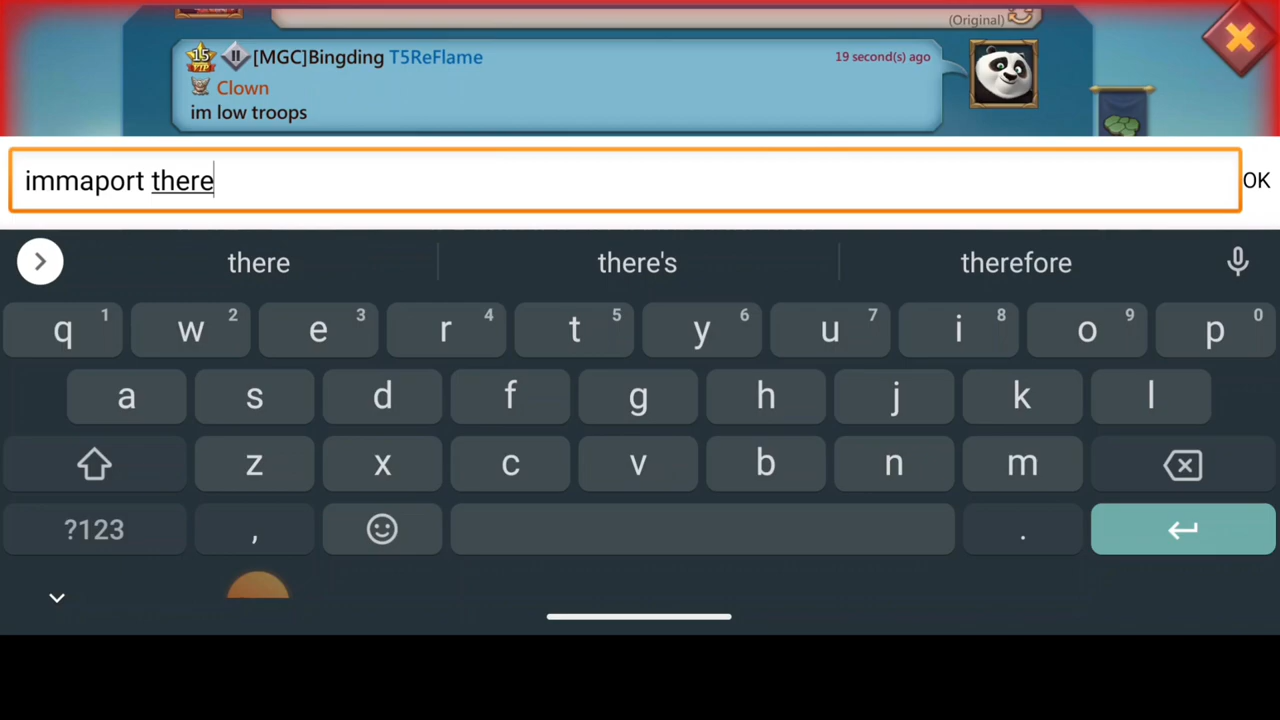 (Original)
15 VIP [MGC]Bingding T5ReFlame 19 second(s) ago
Clown
im low troops
immaport there OK
there there's therefore
q 1 w 2 e 3 r 4 t 5 y 6 u 7 i 8 o 9 p 0
a s d f g h j k l
z x c v b n m
?123 , .